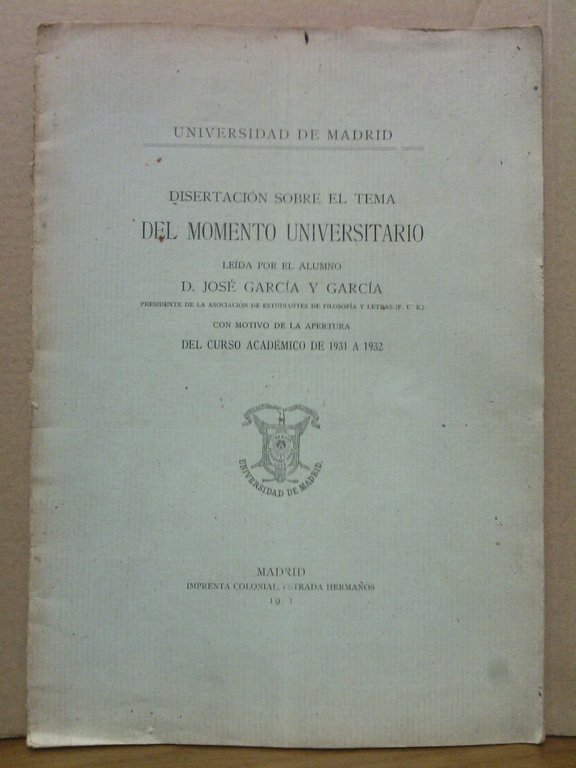 UNIVERSIDAD DE MADRID
DISERTACIÓN SOBRE EL TEMA
DEL MOMENTO UNIVERSITARIO
LEÍDA POR EL ALUMNO
D. JOSÉ GARCÍA Y GARCÍA
PRESIDENTE DE LA ASOCIACIÓN DE ESTUDIANTES DE FILOSOFÍA Y LETRAS (F. U. E.)
CON MOTIVO DE LA APERTURA
DEL CURSO ACADÉMICO DE 1931 A 1932
UNIVERSIDAD DE MADRID.
MADRID
IMPRENTA COLONIAL, ESTRADA HERMANOS